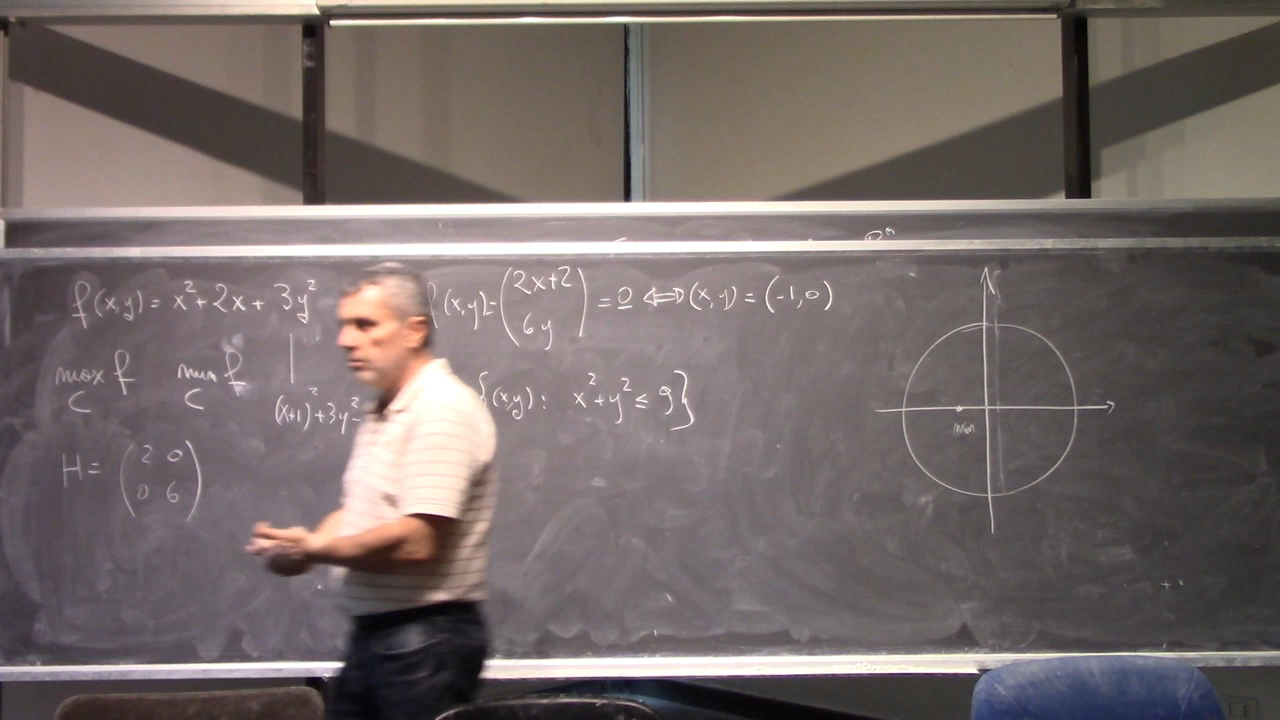 f(x,y) = x² + 2x + 3y²
f(x,y) = (2x+2 6y) = 0 ⟺ (x,y) = (-1,0)
max f min f
C C
(x+1)² + 3y² -
{(x,y) : x² + y² ≤ 9}
H = (2 0
0 6)
min